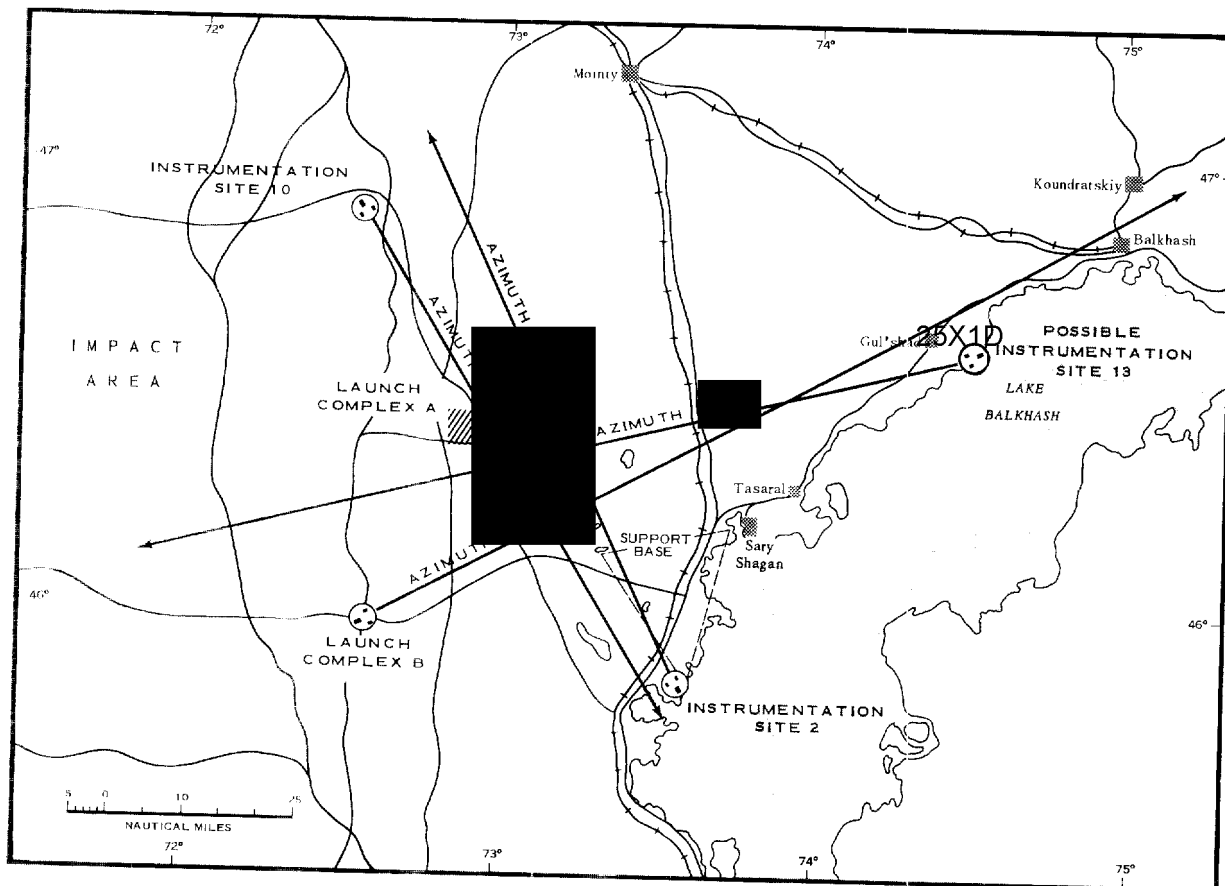 72°
73°
74°
75°
Mointy
47°
INSTRUMENTATION
SITE 10
Koundratskiy
47°
Balkhash
AZIMUTH
AZIMUTH
IMPACT
AREA
25X1D
Gul'shad
POSSIBLE
INSTRUMENTATION
SITE 13
LAKE
BALKHASH
LAUNCH
COMPLEX A
AZIMUTH
Tasaral
SUPPORT
BASE
Sary
Shagan
AZIMUTH
46°
46°
LAUNCH
COMPLEX B
INSTRUMENTATION
SITE 2
5 0 10 25
NAUTICAL MILES
72°
73°
74°
75°